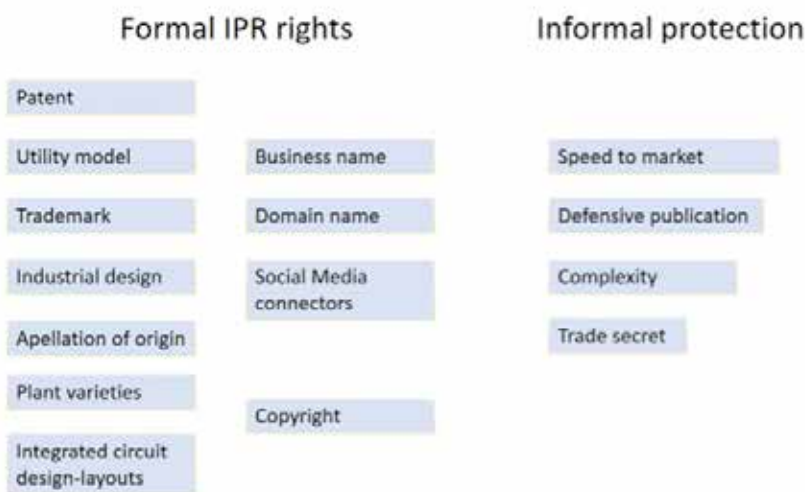 Formal IPR rights
Informal protection
Patent
Utility model
Trademark
Industrial design
Apellation of origin
Plant varieties
Integrated circuit
design-layouts
Business name
Domain name
Social Media
connectors
Copyright
Speed to market
Defensive publication
Complexity
Trade secret